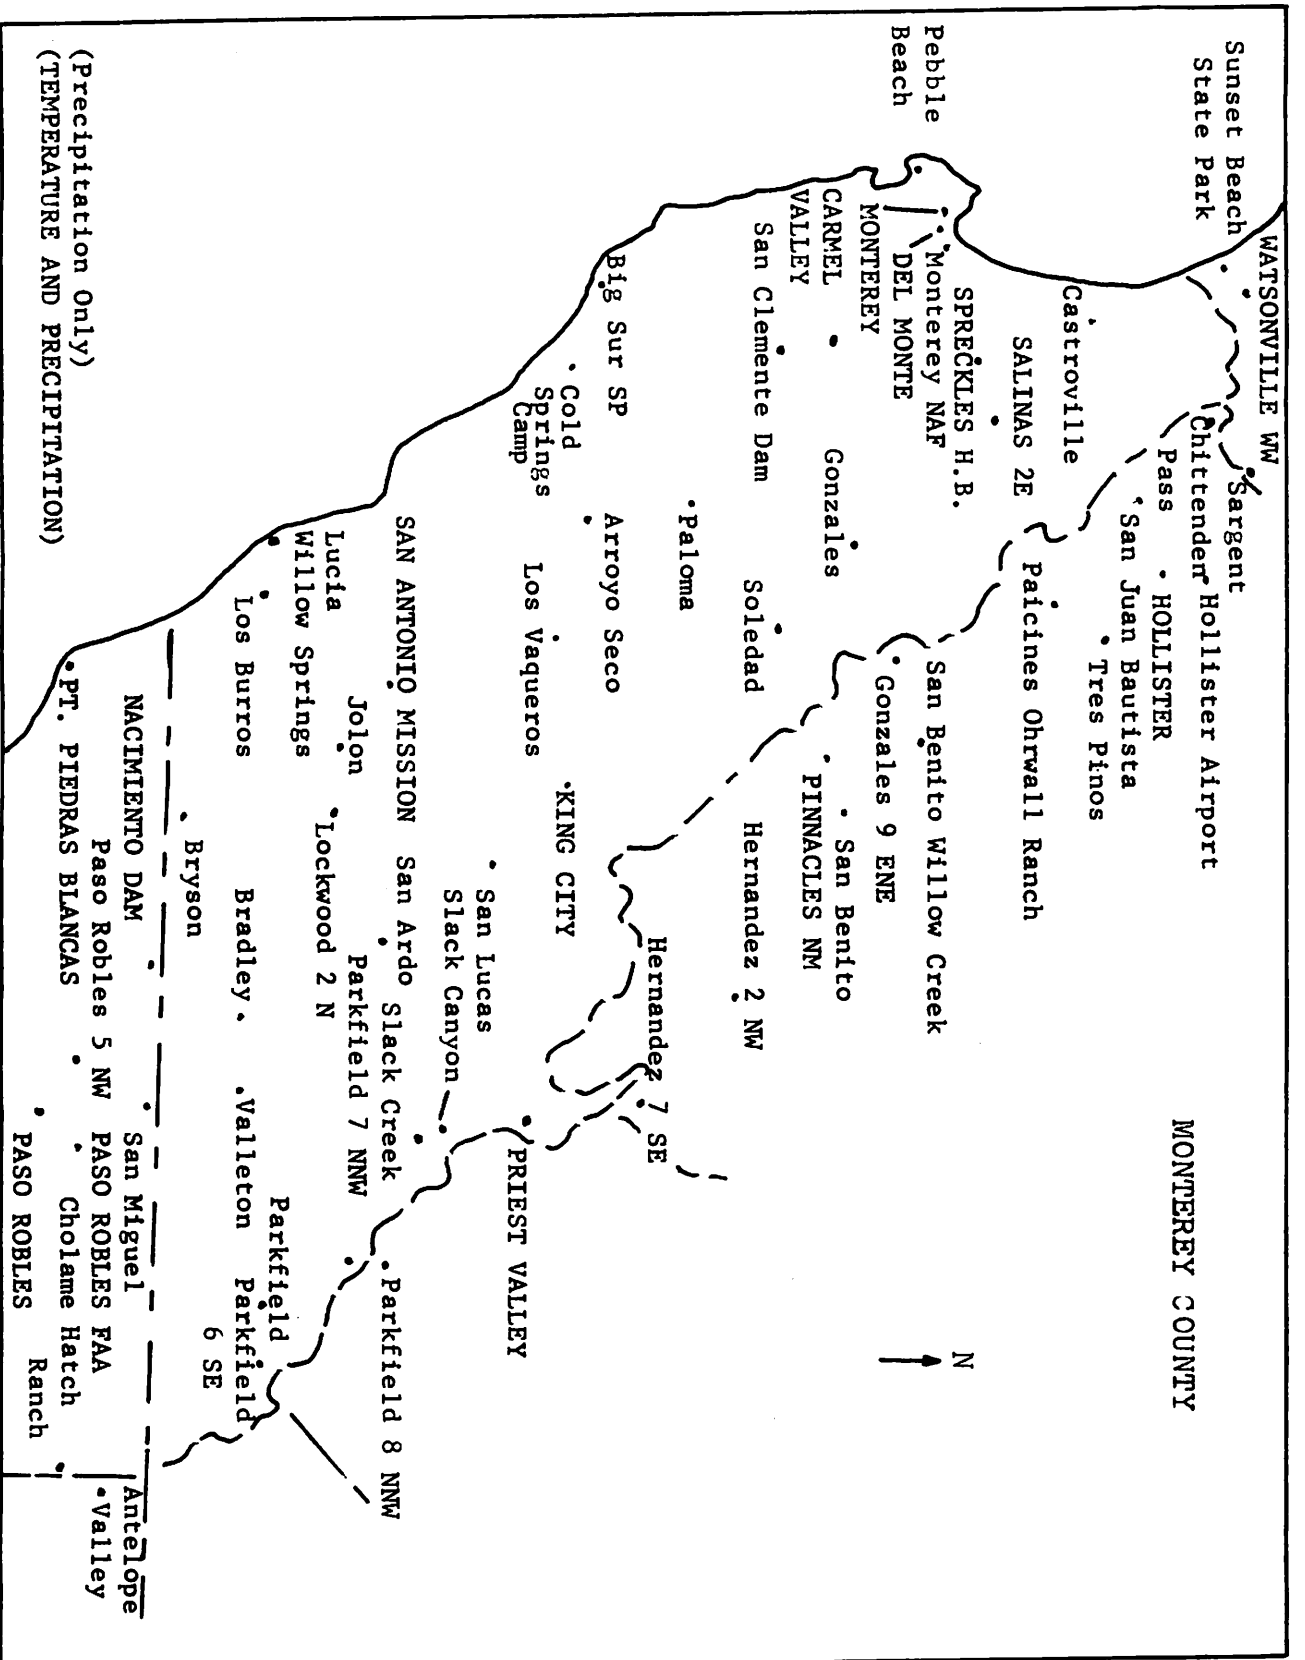 MONTEREY COUNTY
N
WATSONVILLE WW
Sunset Beach
State Park
Sargent
Chittenden
Pass
Hollister Airport
HOLLISTER
San Juan Bautista
Tres Pinos
Castroville
Paicines Ohrwall Ranch
SALINAS 2E
SPRECKLES H.B.
Monterey NAF
DEL MONTE
MONTEREY
Pebble
Beach
San Benito Willow Creek
Gonzales 9 ENE
San Benito
PINNACLES NM
CARMEL
VALLEY
Gonzales
San Clemente Dam
Soledad
Hernandez 2 NW
Paloma
Hernandez 7 SE
Big Sur SP
Arroyo Seco
Cold
Springs
Camp
Los Vaqueros
KING CITY
PRIEST VALLEY
San Lucas
Slack Canyon
SAN ANTONIO MISSION
San Ardo
Slack Creek
Parkfield 8 NNW
Jolon
Parkfield 7 NNW
Lucia
Willow Springs
Lockwood 2 N
Los Burros
Bradley
Valleton
Parkfield
Parkfield
6 SE
Bryson
NACIMIENTO DAM
San Miguel
Antelope
Valley
Paso Robles 5 NW
PASO ROBLES FAA
PT. PIEDRAS BLANCAS
Cholame Hatch
Ranch
PASO ROBLES
(Precipitation Only)
(TEMPERATURE AND PRECIPITATION)